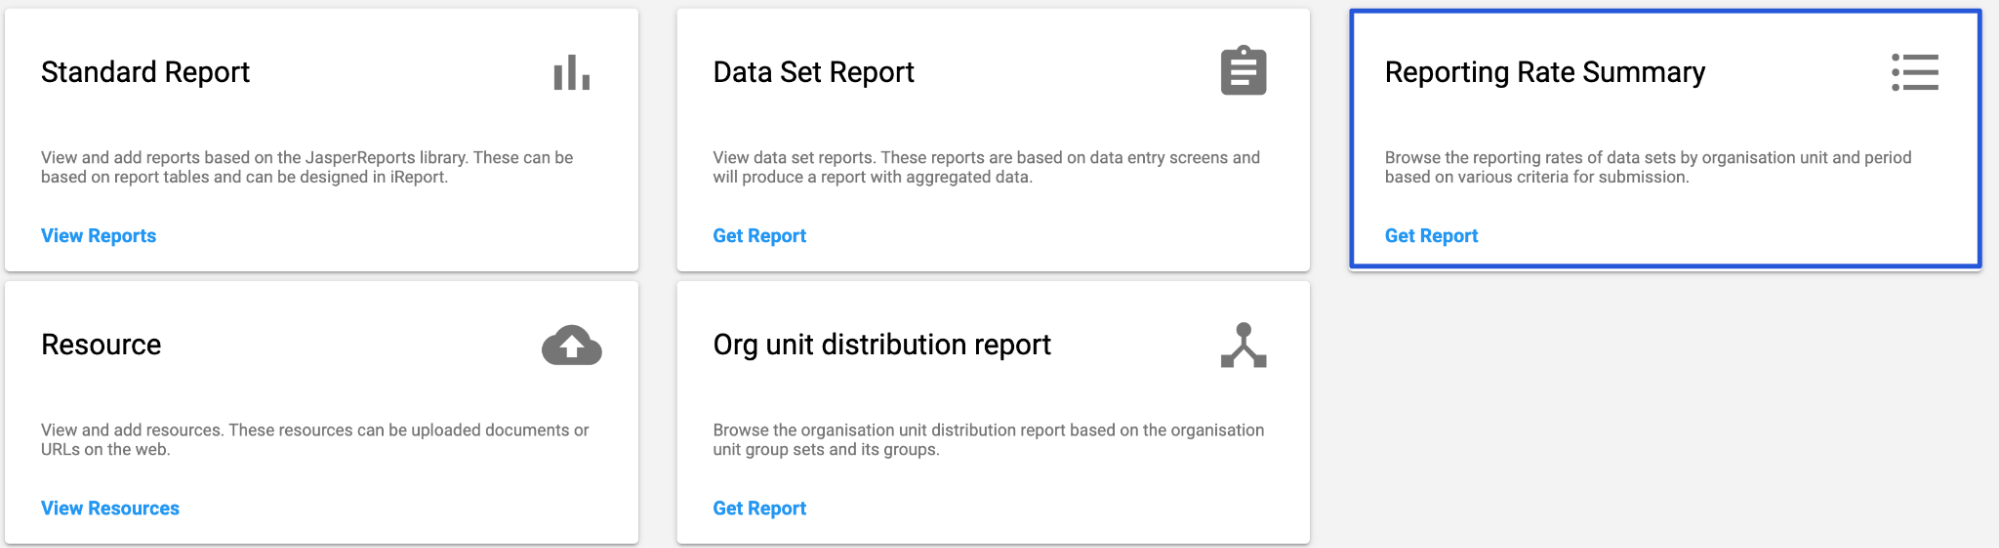 Standard Report
View and add reports based on the JasperReports library. These can be
based on report tables and can be designed in iReport.
View Reports
Data Set Report
View data set reports. These reports are based on data entry screens and
will produce a report with aggregated data.
Get Report
Reporting Rate Summary
Browse the reporting rates of data sets by organisation unit and period
based on various criteria for submission.
Get Report
Resource
View and add resources. These resources can be uploaded documents or
URLs on the web.
View Resources
Org unit distribution report
Browse the organisation unit distribution report based on the organisation
unit group sets and its groups.
Get Report